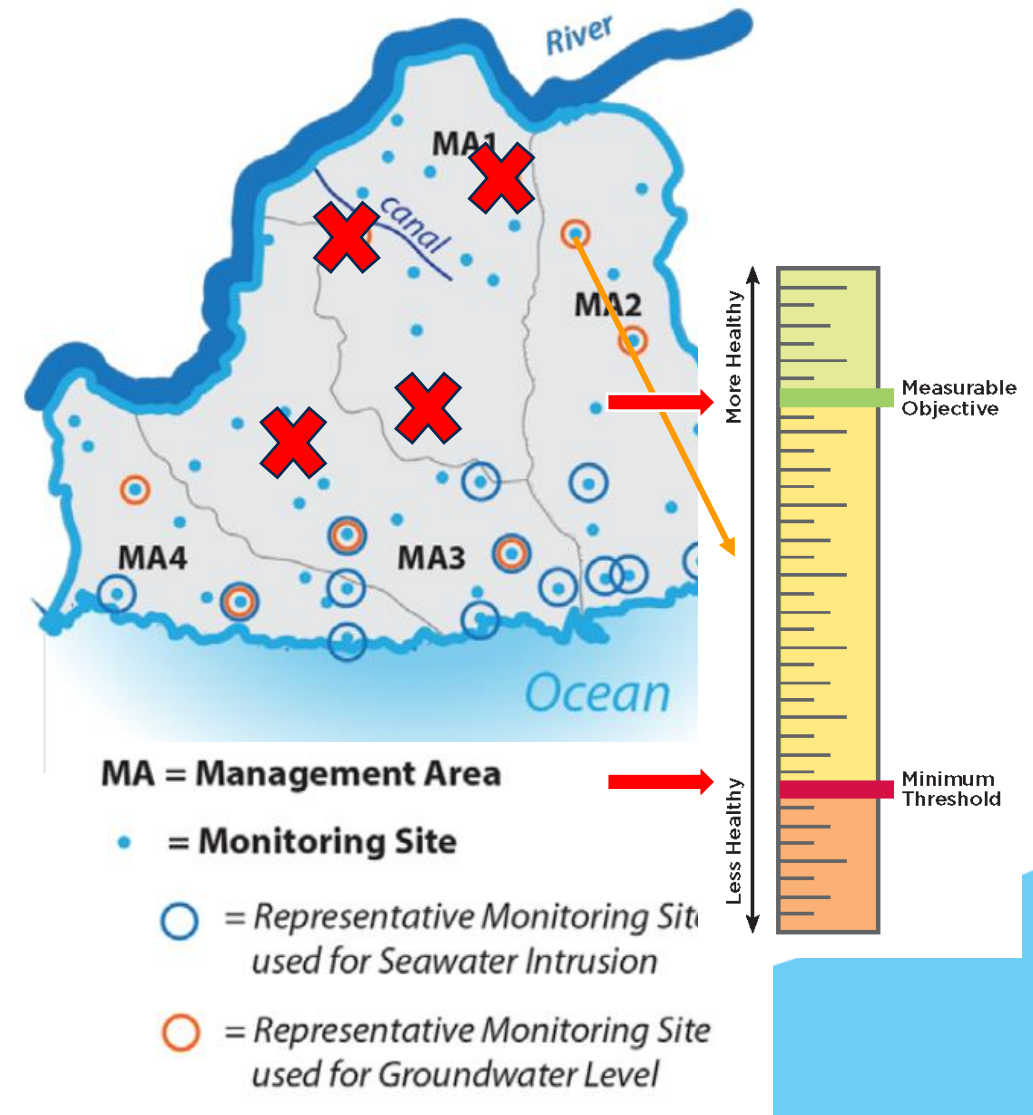 River
MA1
canal
MA2
MA4
MA3
Ocean
More Healthy
Less Healthy
Measurable
Objective
Minimum
Threshold
MA = Management Area
= Monitoring Site
= Representative Monitoring
used for Seawater Intrusion
= Representative Monitoring Site
used for Groundwater Level